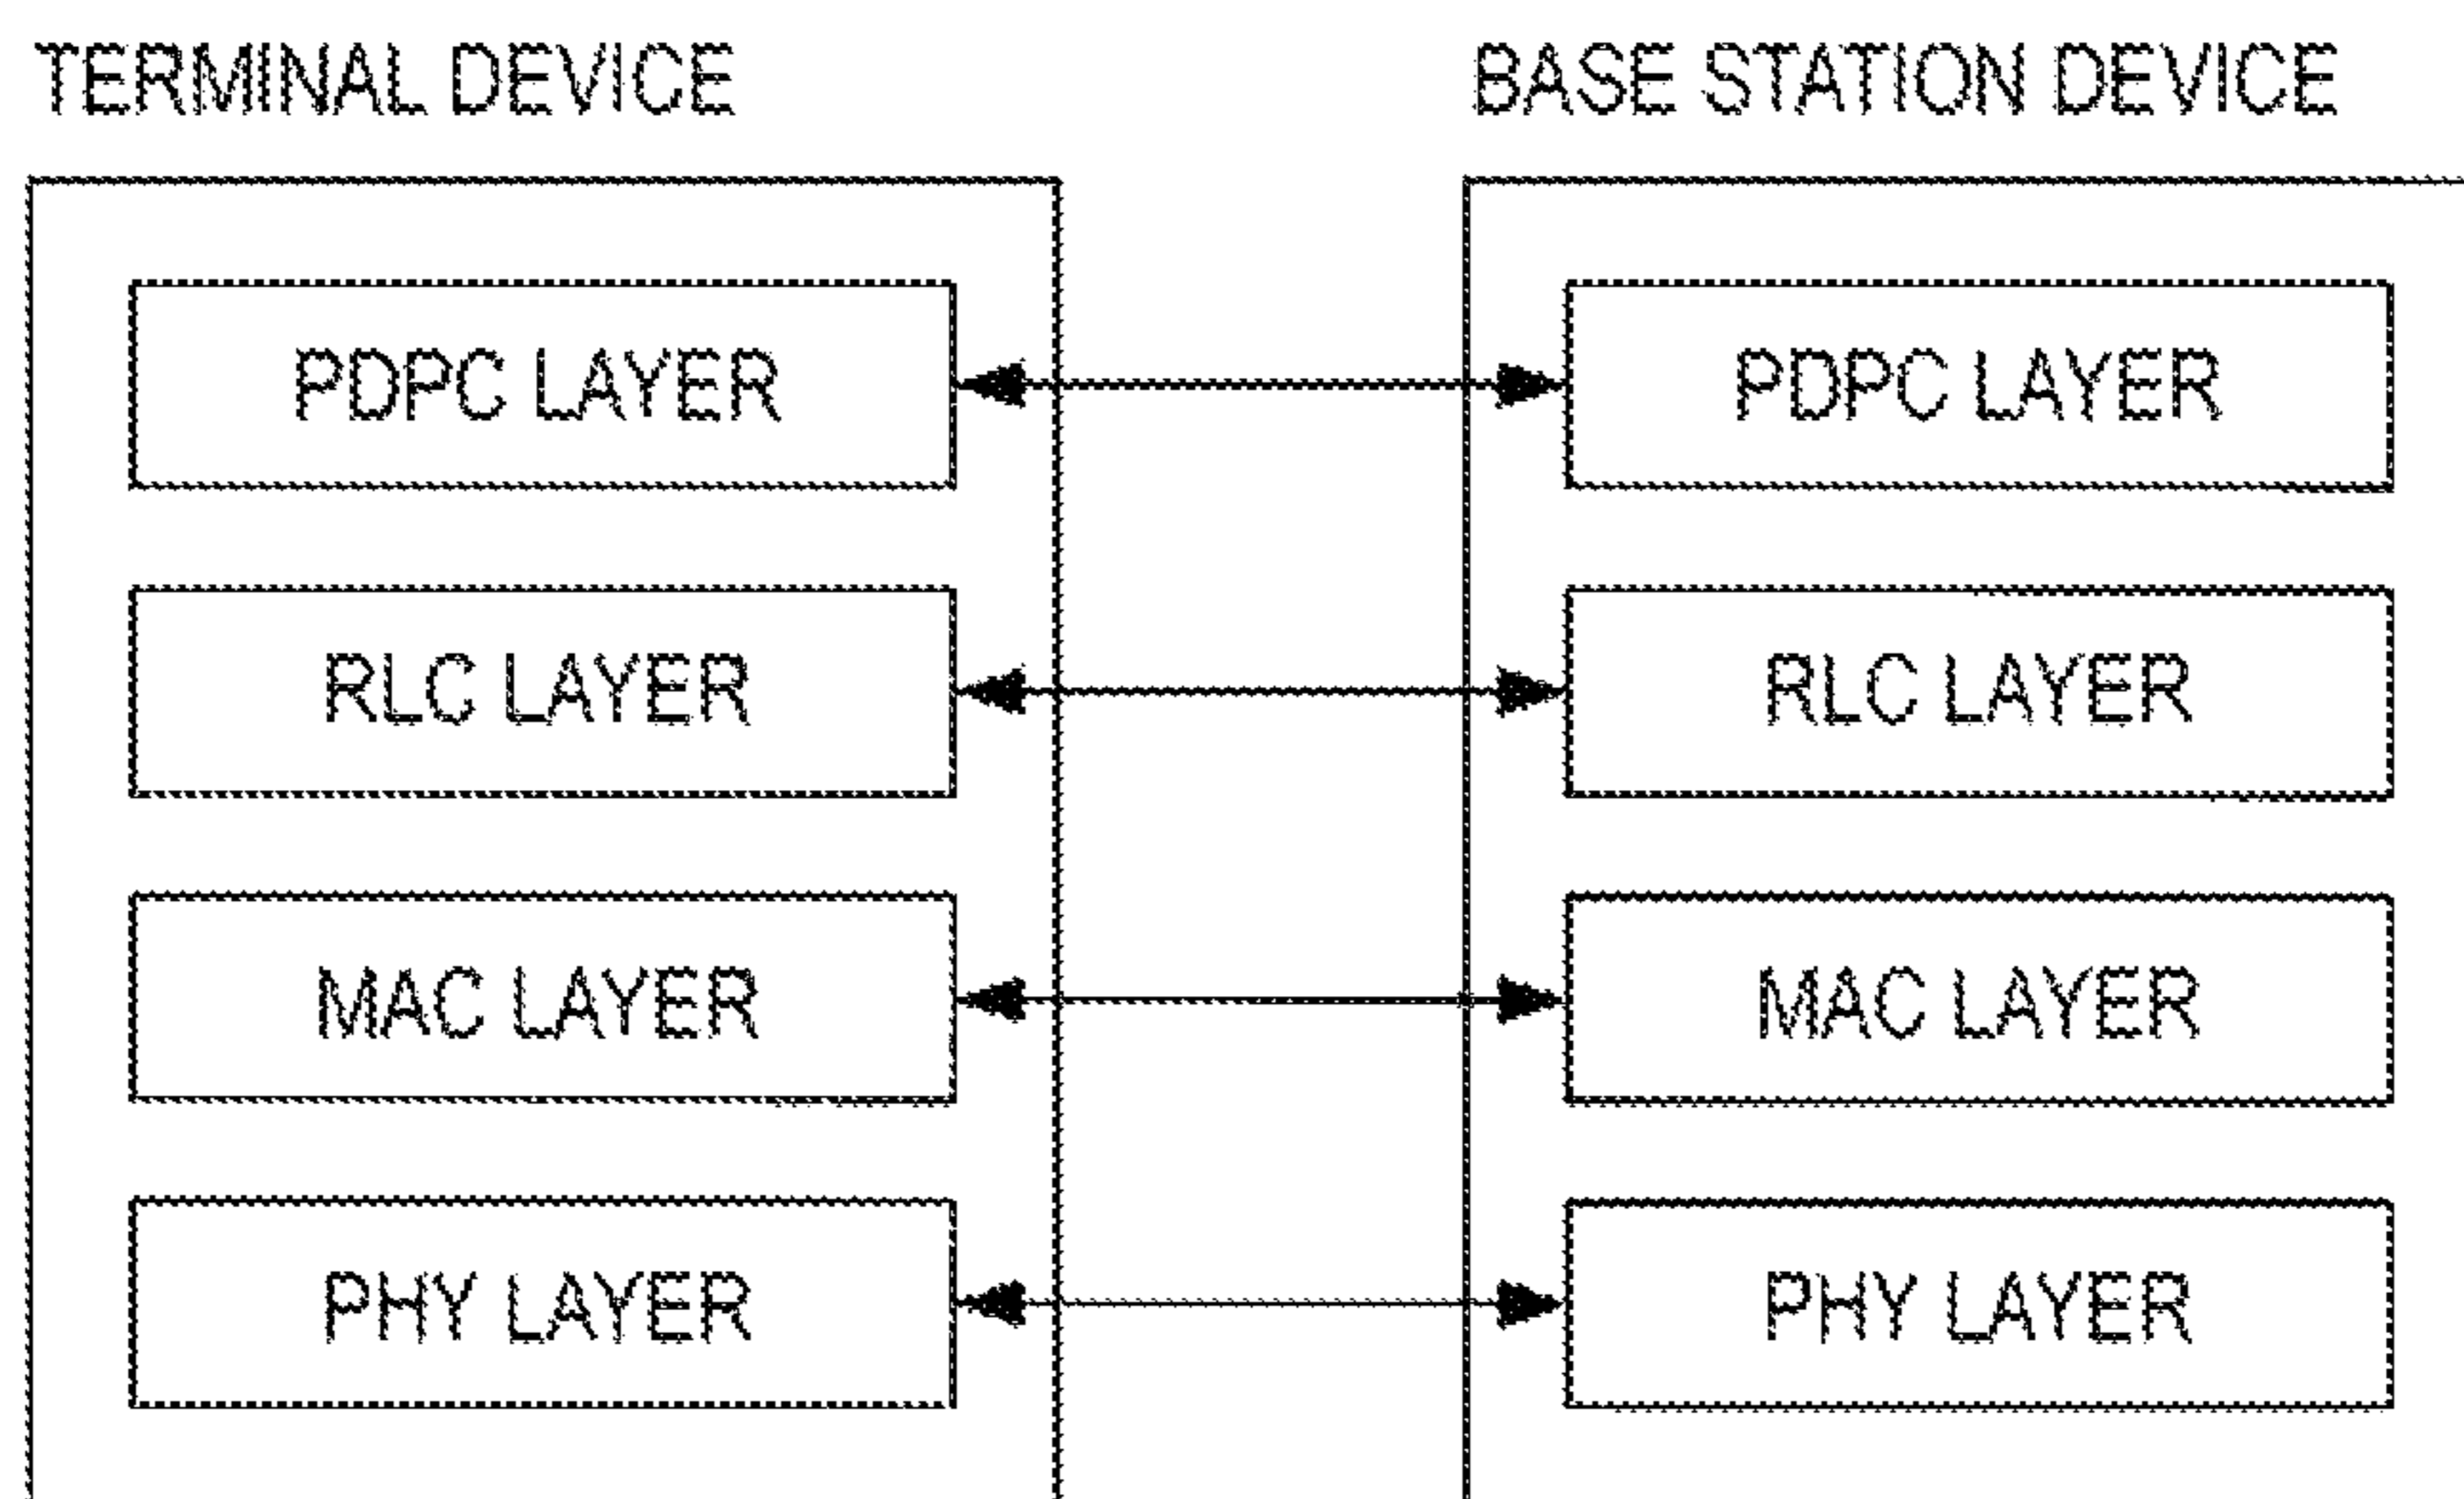 TERMINAL DEVICE
BASE STATION DEVICE
PDPC LAYER
PDPC LAYER
RLC LAYER
RLC LAYER
MAC LAYER
MAC LAYER
PHY LAYER
PHY LAYER